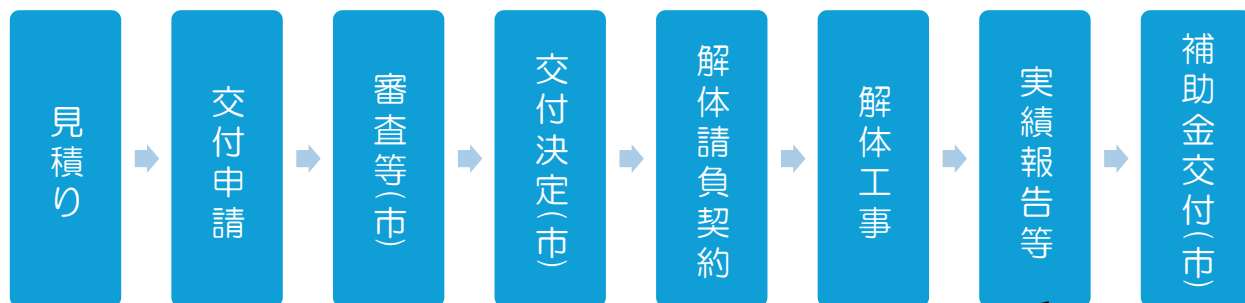 見積り
交付申請
審査等(市)
交付決定(市)
解体請負契約
解体工事
実績報告等
補助金交付(市)